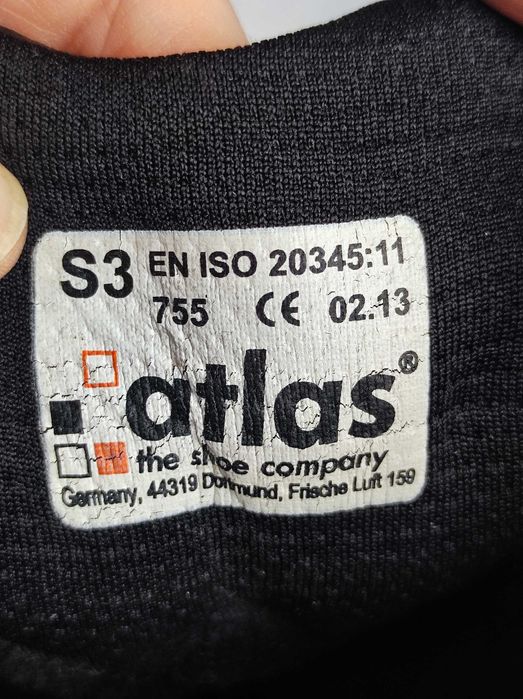 S3 EN ISO 20345:11
755 CE 02.13
atlas®
the shoe company
Germany, 44319 Dortmund, Frische Luft 159